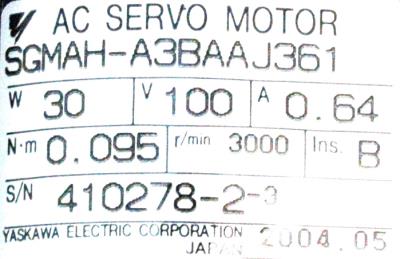 AC SERVO MOTOR
SGMAH-A3BAAJ361
W 30 V 100 A 0.64
N·m 0.095 r/min 3000 Ins. B
S/N 410278-2-3
YASKAWA ELECTRIC CORPORATION 2004.05
JAPAN